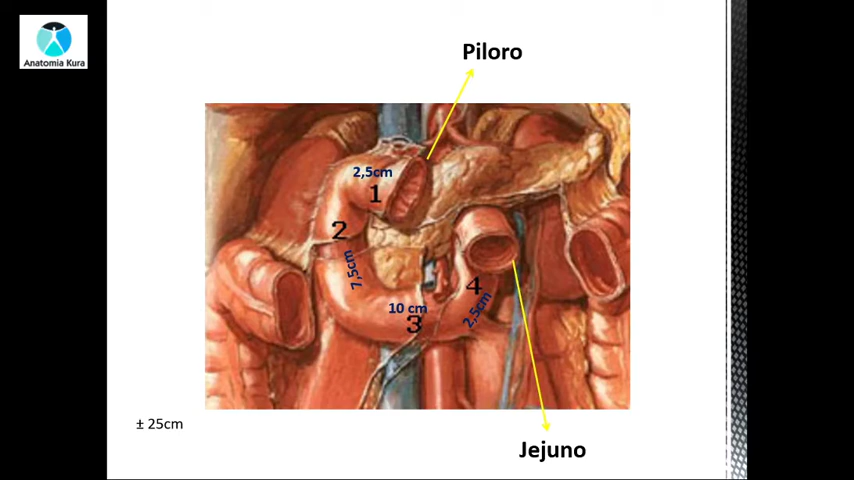 Anatomia Kura
Piloro
2,5cm
1
2
7,5cm
10 cm
3
4
2,5cm
± 25cm
Jejuno